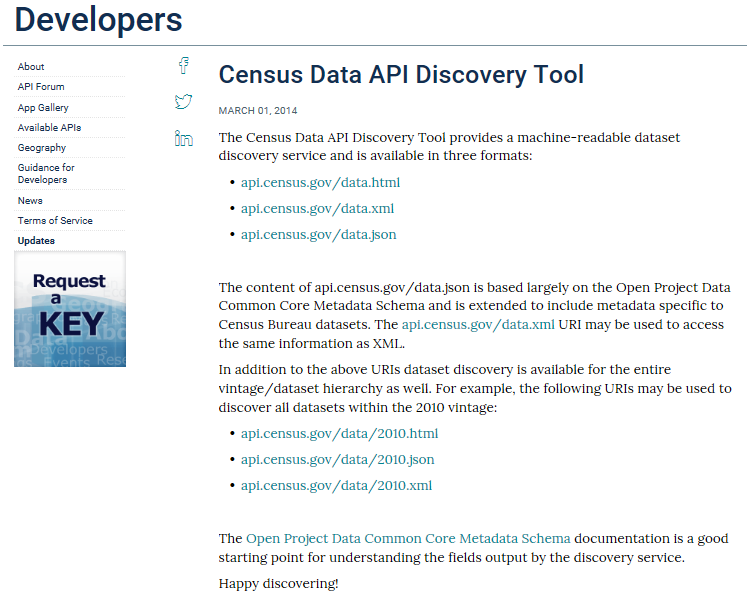 Developers
About
API Forum
App Gallery
Available APIs
Geography
Guidance for
Developers
News
Terms of Service
Updates
Request
a
KEY
Data
Developers
Events
Census Data API Discovery Tool
MARCH 01, 2014
The Census Data API Discovery Tool provides a machine-readable dataset
discovery service and is available in three formats:
• api.census.gov/data.html
• api.census.gov/data.xml
• api.census.gov/data.json
The content of api.census.gov/data.json is based largely on the Open Project Data
Common Core Metadata Schema and is extended to include metadata specific to
Census Bureau datasets. The api.census.gov/data.xml URI may be used to access
the same information as XML.
In addition to the above URIs dataset discovery is available for the entire
vintage/dataset hierarchy as well. For example, the following URIs may be used to
discover all datasets within the 2010 vintage:
• api.census.gov/data/2010.html
• api.census.gov/data/2010.json
• api.census.gov/data/2010.xml
The Open Project Data Common Core Metadata Schema documentation is a good
starting point for understanding the fields output by the discovery service.
Happy discovering!